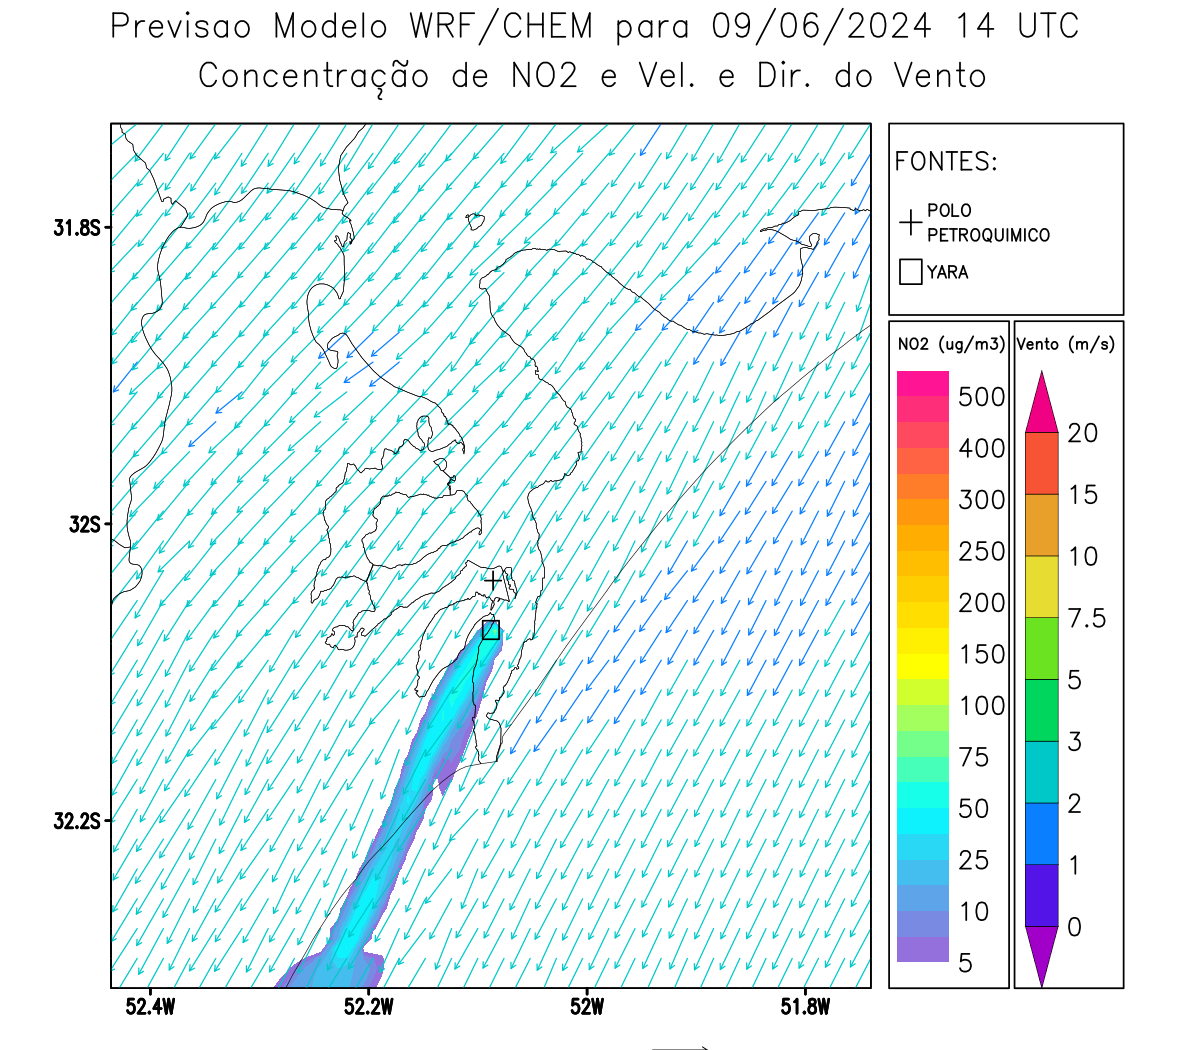 Previsao Modelo WRF/CHEM para 09/06/2024 14 UTC
Concentração de NO2 e Vel. e Dir. do Vento
FONTES:
POLO
PETROQUIMICO
YARA
NO2 (ug/m3)
500
400
300
250
200
150
100
75
50
25
10
5
Vento (m/s)
20
15
10
7.5
5
3
2
1
0
31.8S
32S
32.2S
52.4W
52.2W
52W
51.8W